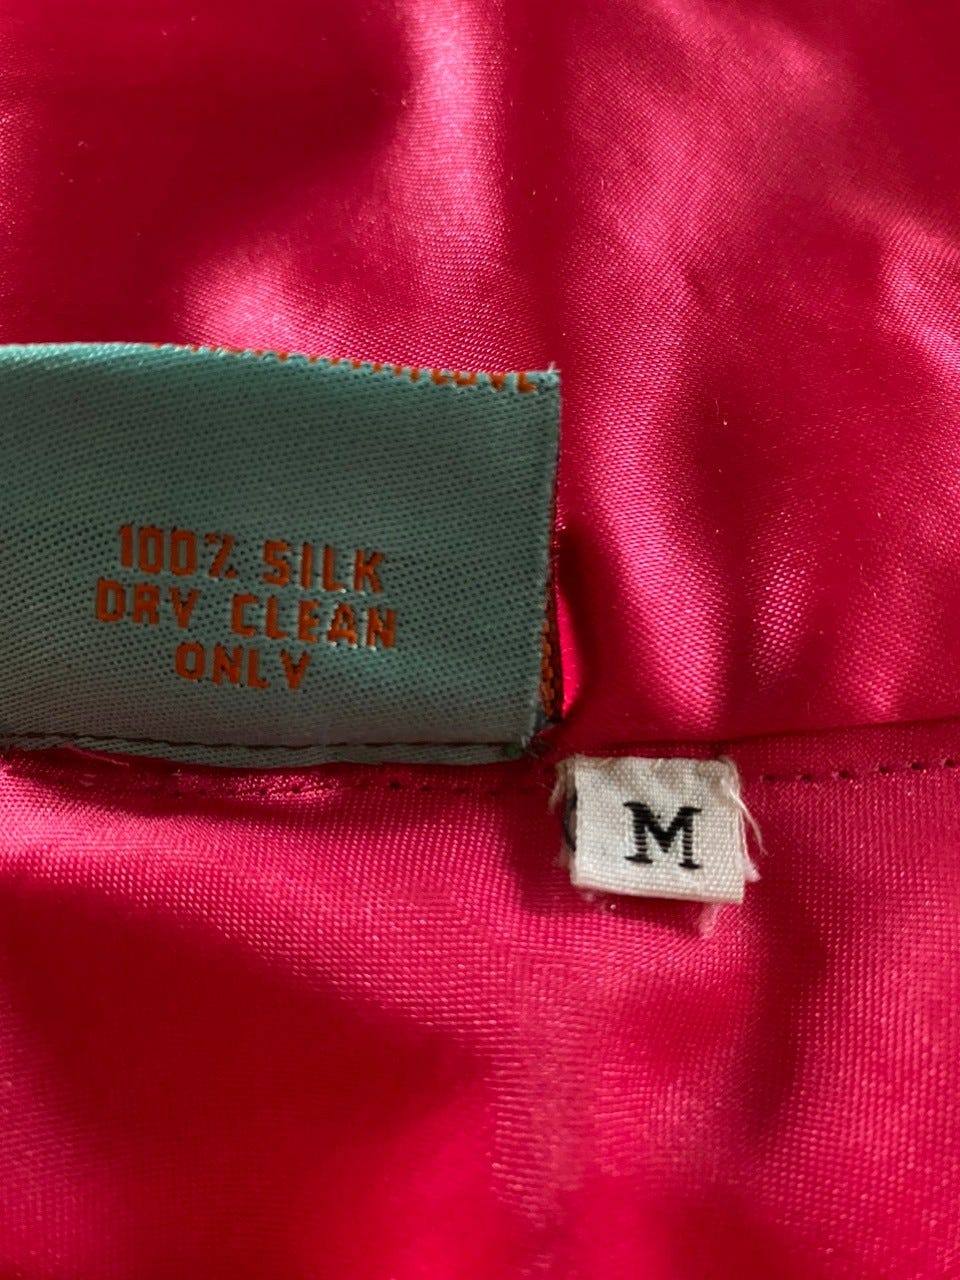 100% SILK
DRY CLEAN
ONLY
M